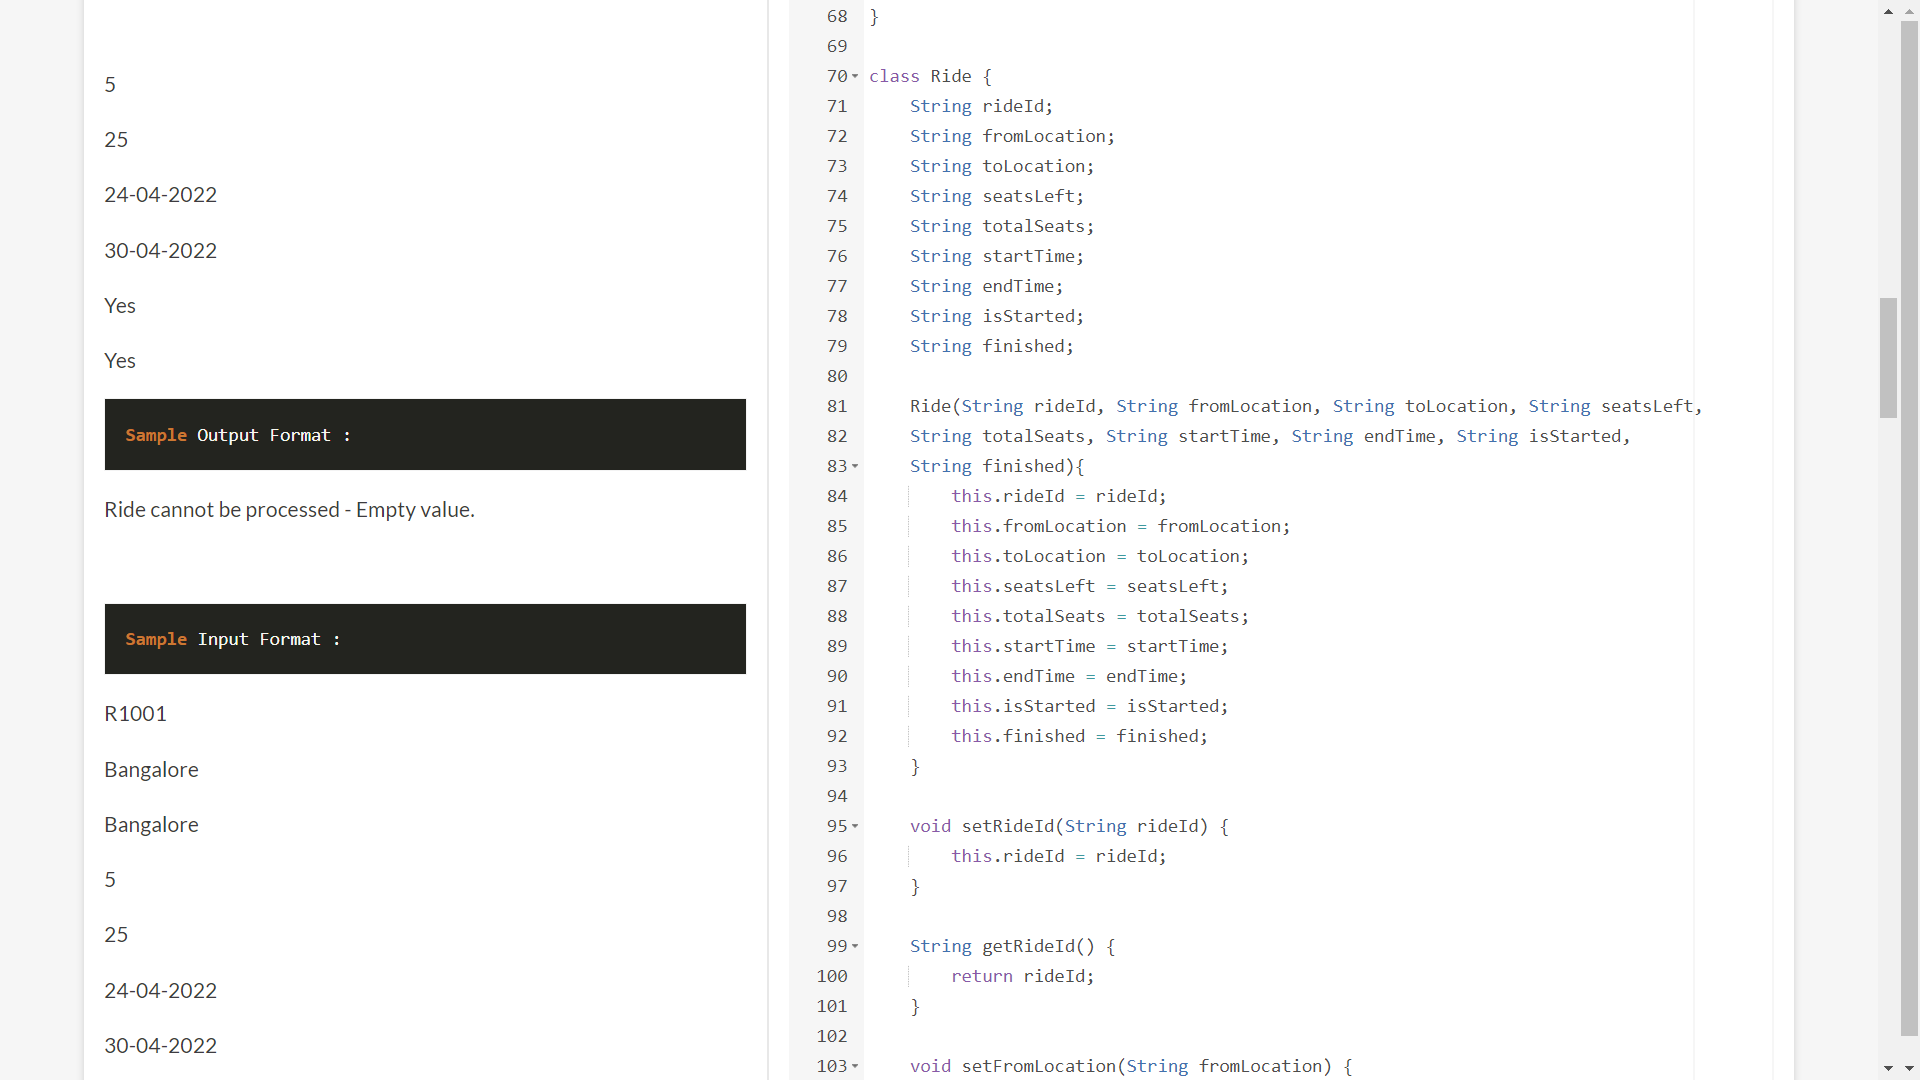 5
25
24-04-2022
30-04-2022
Yes
Yes
Sample Output Format :
Ride cannot be processed - Empty value.
Sample Input Format :
R1001
Bangalore
Bangalore
5
25
24-04-2022
30-04-2022
68 }
69
70 class Ride {
71 String rideId;
72 String fromLocation;
73 String toLocation;
74 String seatsLeft;
75 String totalSeats;
76 String startTime;
77 String endTime;
78 String isStarted;
79 String finished;
80
81 Ride(String rideId, String fromLocation, String toLocation, String seatsLeft,
82 String totalSeats, String startTime, String endTime, String isStarted,
83 String finished){
84 this.rideId = rideId;
85 this.fromLocation = fromLocation;
86 this.toLocation = toLocation;
87 this.seatsLeft = seatsLeft;
88 this.totalSeats = totalSeats;
89 this.startTime = startTime;
90 this.endTime = endTime;
91 this.isStarted = isStarted;
92 this.finished = finished;
93 }
94
95 void setRideId(String rideId) {
96 this.rideId = rideId;
97 }
98
99 String getRideId() {
100 return rideId;
101 }
102
103 void setFromLocation(String fromLocation) {